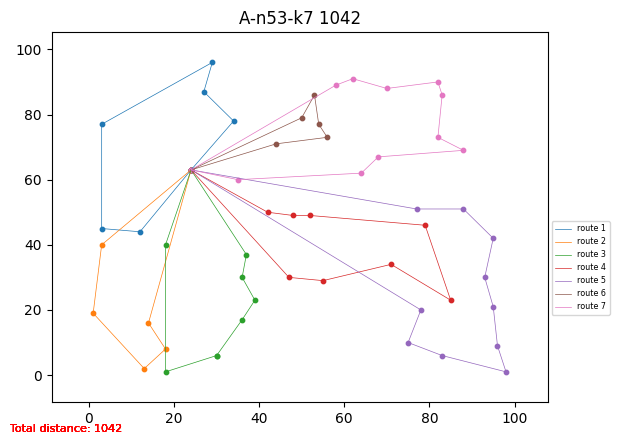 A-n53-k7 1042
100
80
60
40
20
0
0 20 40 60 80 100
route 1
route 2
route 3
route 4
route 5
route 6
route 7
Total distance: 1042